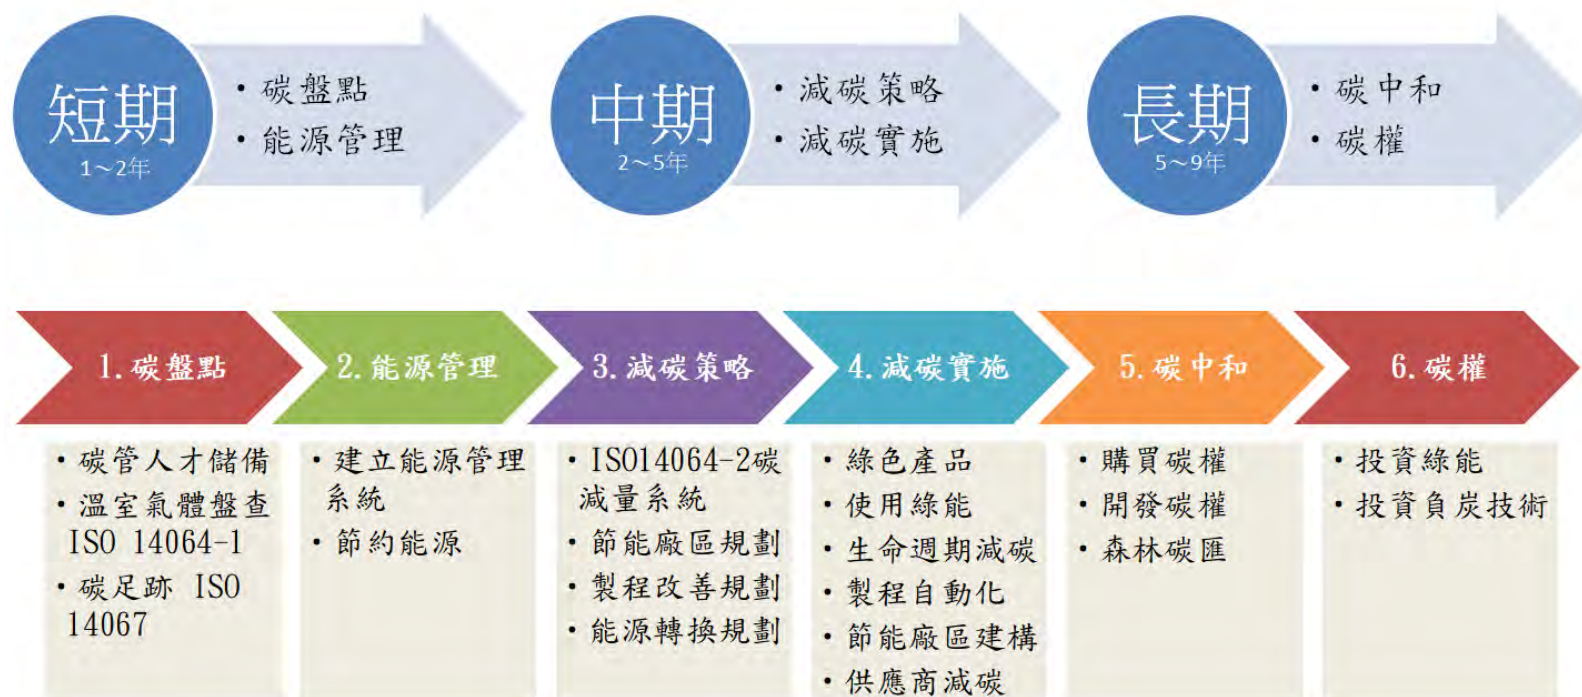 短期
1～2年
・碳盤點
・能源管理
中期
2～5年
・減碳策略
・減碳實施
長期
5～9年
・碳中和
・碳權
1.碳盤點
・碳管人才儲備
・溫室氣體盤查
ISO 14064-1
・碳足跡 ISO
14067
2.能源管理
・建立能源管理
系統
・節約能源
3.減碳策略
・ISO14064-2碳
減量系統
・節能廠區規劃
・製程改善規劃
・能源轉換規劃
4.減碳實施
・綠色產品
・使用綠能
・生命週期減碳
・製程自動化
・節能廠區建構
・供應商減碳
5.碳中和
・購買碳權
・開發碳權
・森林碳匯
6.碳權
・投資綠能
・投資負炭技術